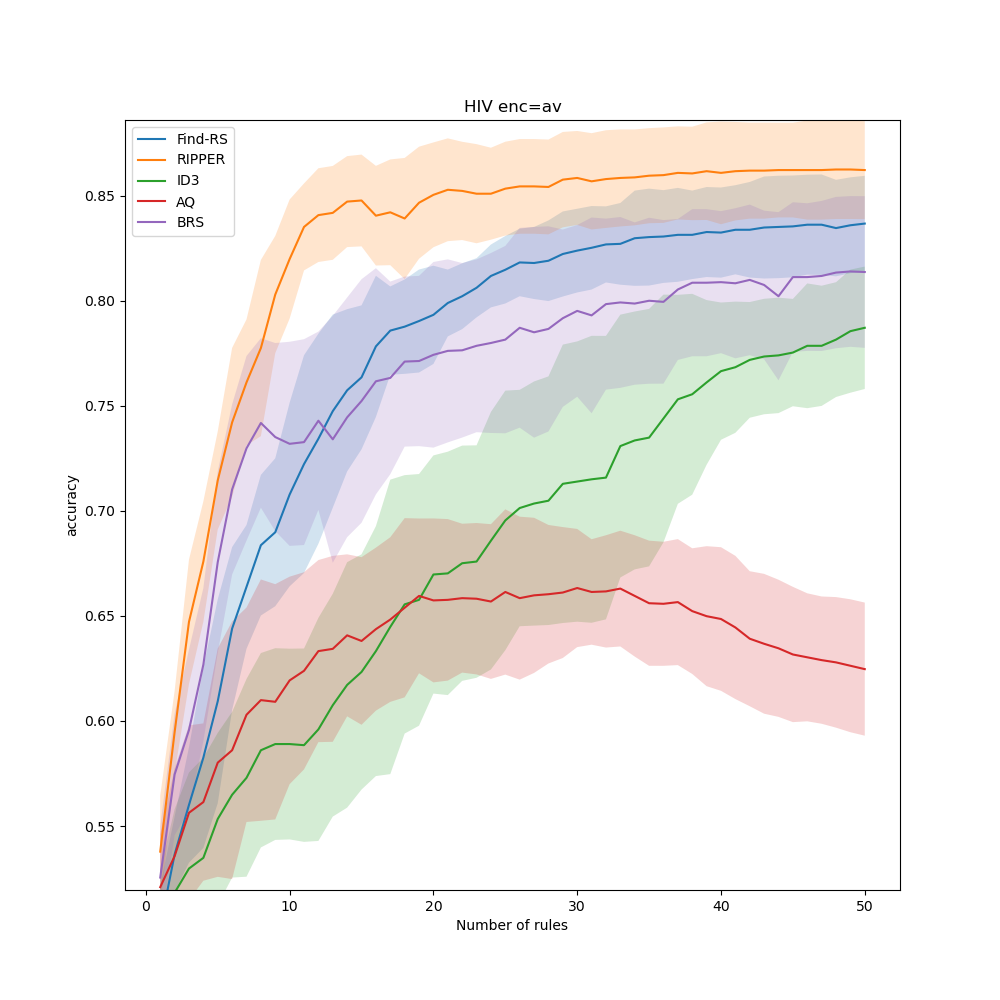 HIV enc=av
Find-RS
RIPPER
ID3
AQ
BRS
0.85
0.80
0.75
0.70
0.65
0.60
0.55
accuracy
0 10 20 30 40 50
Number of rules